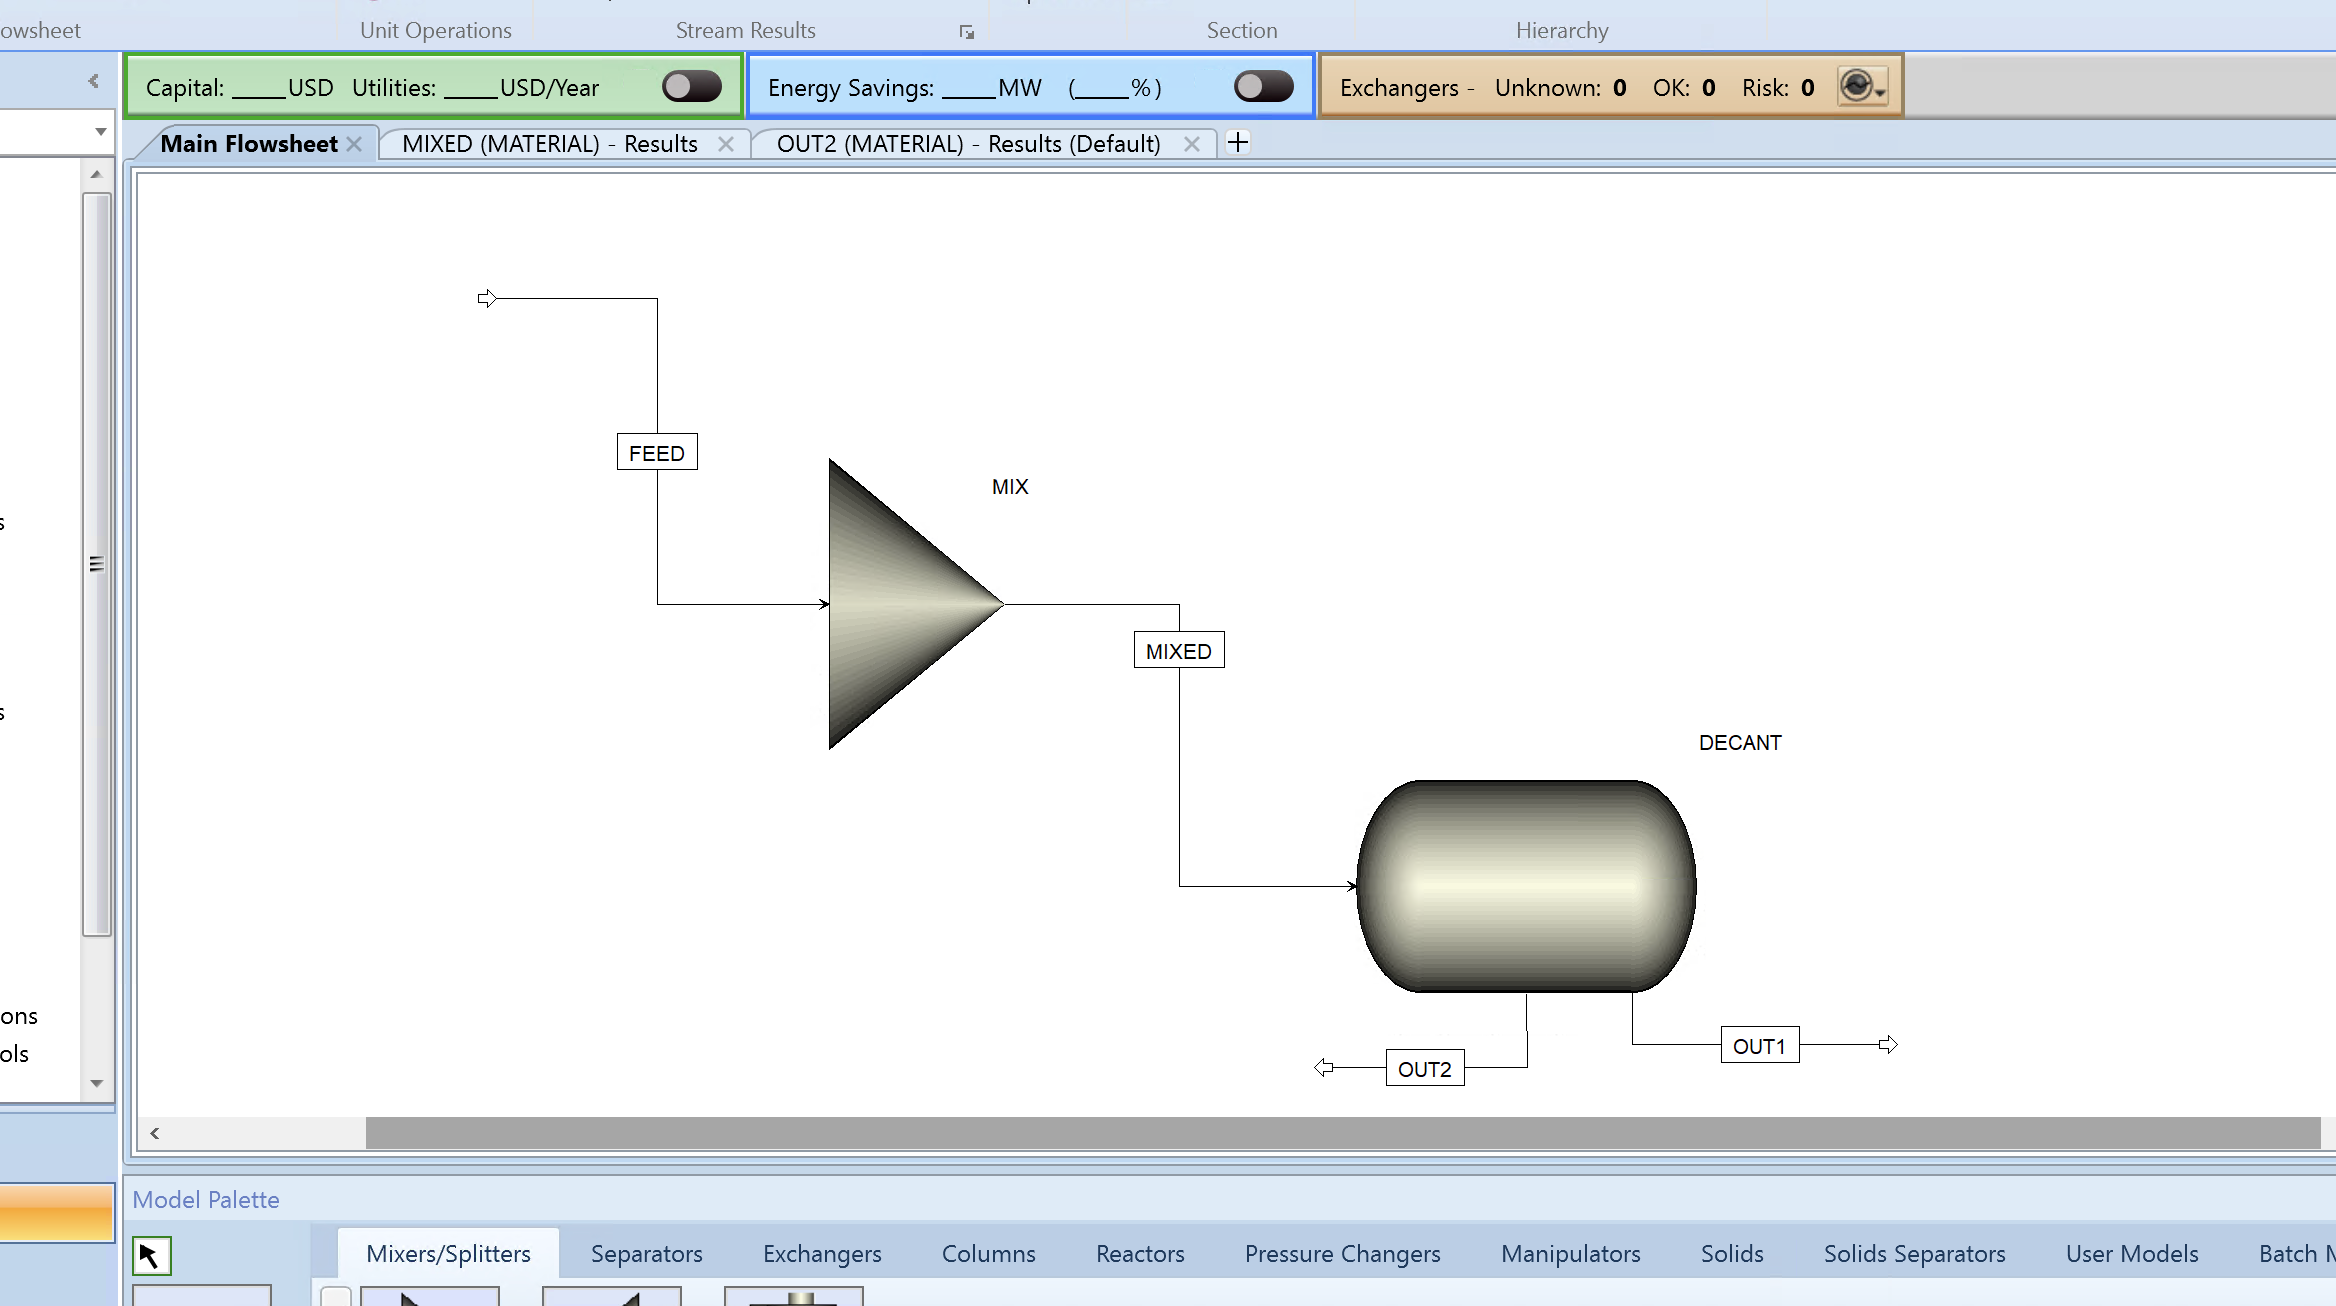 owsheet
Unit Operations
Stream Results
Section
Hierarchy
Capital: ____USD Utilities: ____USD/Year
Energy Savings: ____MW (____%)
Exchangers - Unknown: 0 OK: 0 Risk: 0
Main Flowsheet
MIXED (MATERIAL) - Results
OUT2 (MATERIAL) - Results (Default)
FEED
MIX
MIXED
DECANT
OUT1
OUT2
s
s
ons
ols
Model Palette
Mixers/Splitters
Separators
Exchangers
Columns
Reactors
Pressure Changers
Manipulators
Solids
Solids Separators
User Models
Batch M